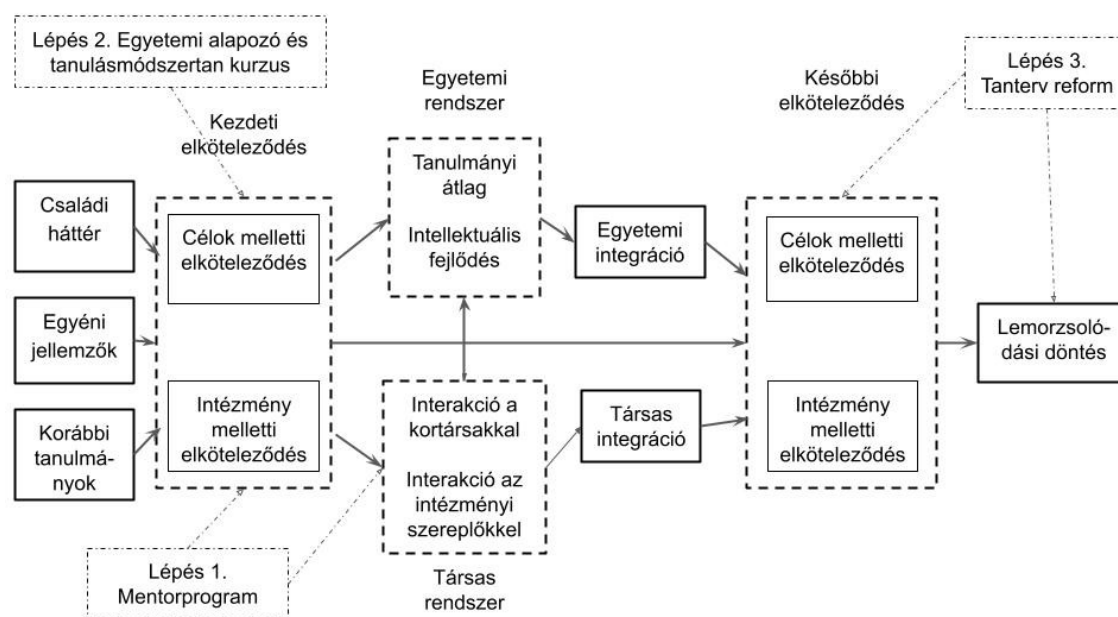 Lépés 2. Egyetemi alapozó és
tanulásmódszertan kurzus
Kezdeti
elköteleződés
Egyetemi
rendszer
Későbbi
elköteleződés
Lépés 3.
Tanterv reform
Családi
háttér
Egyéni
jellemzők
Korábbi
tanulmá-
nyok
Célok melletti
elköteleződés
Intézmény
melletti
elköteleződés
Tanulmányi
átlag
Intellektuális
fejlődés
Interakció a
kortársakkal
Interakció az
intézményi
szereplőkkel
Egyetemi
integráció
Társas
integráció
Célok melletti
elköteleződés
Intézmény
melletti
elköteleződés
Lemorzsoló-
dási döntés
Lépés 1.
Mentorprogram
Társas
rendszer